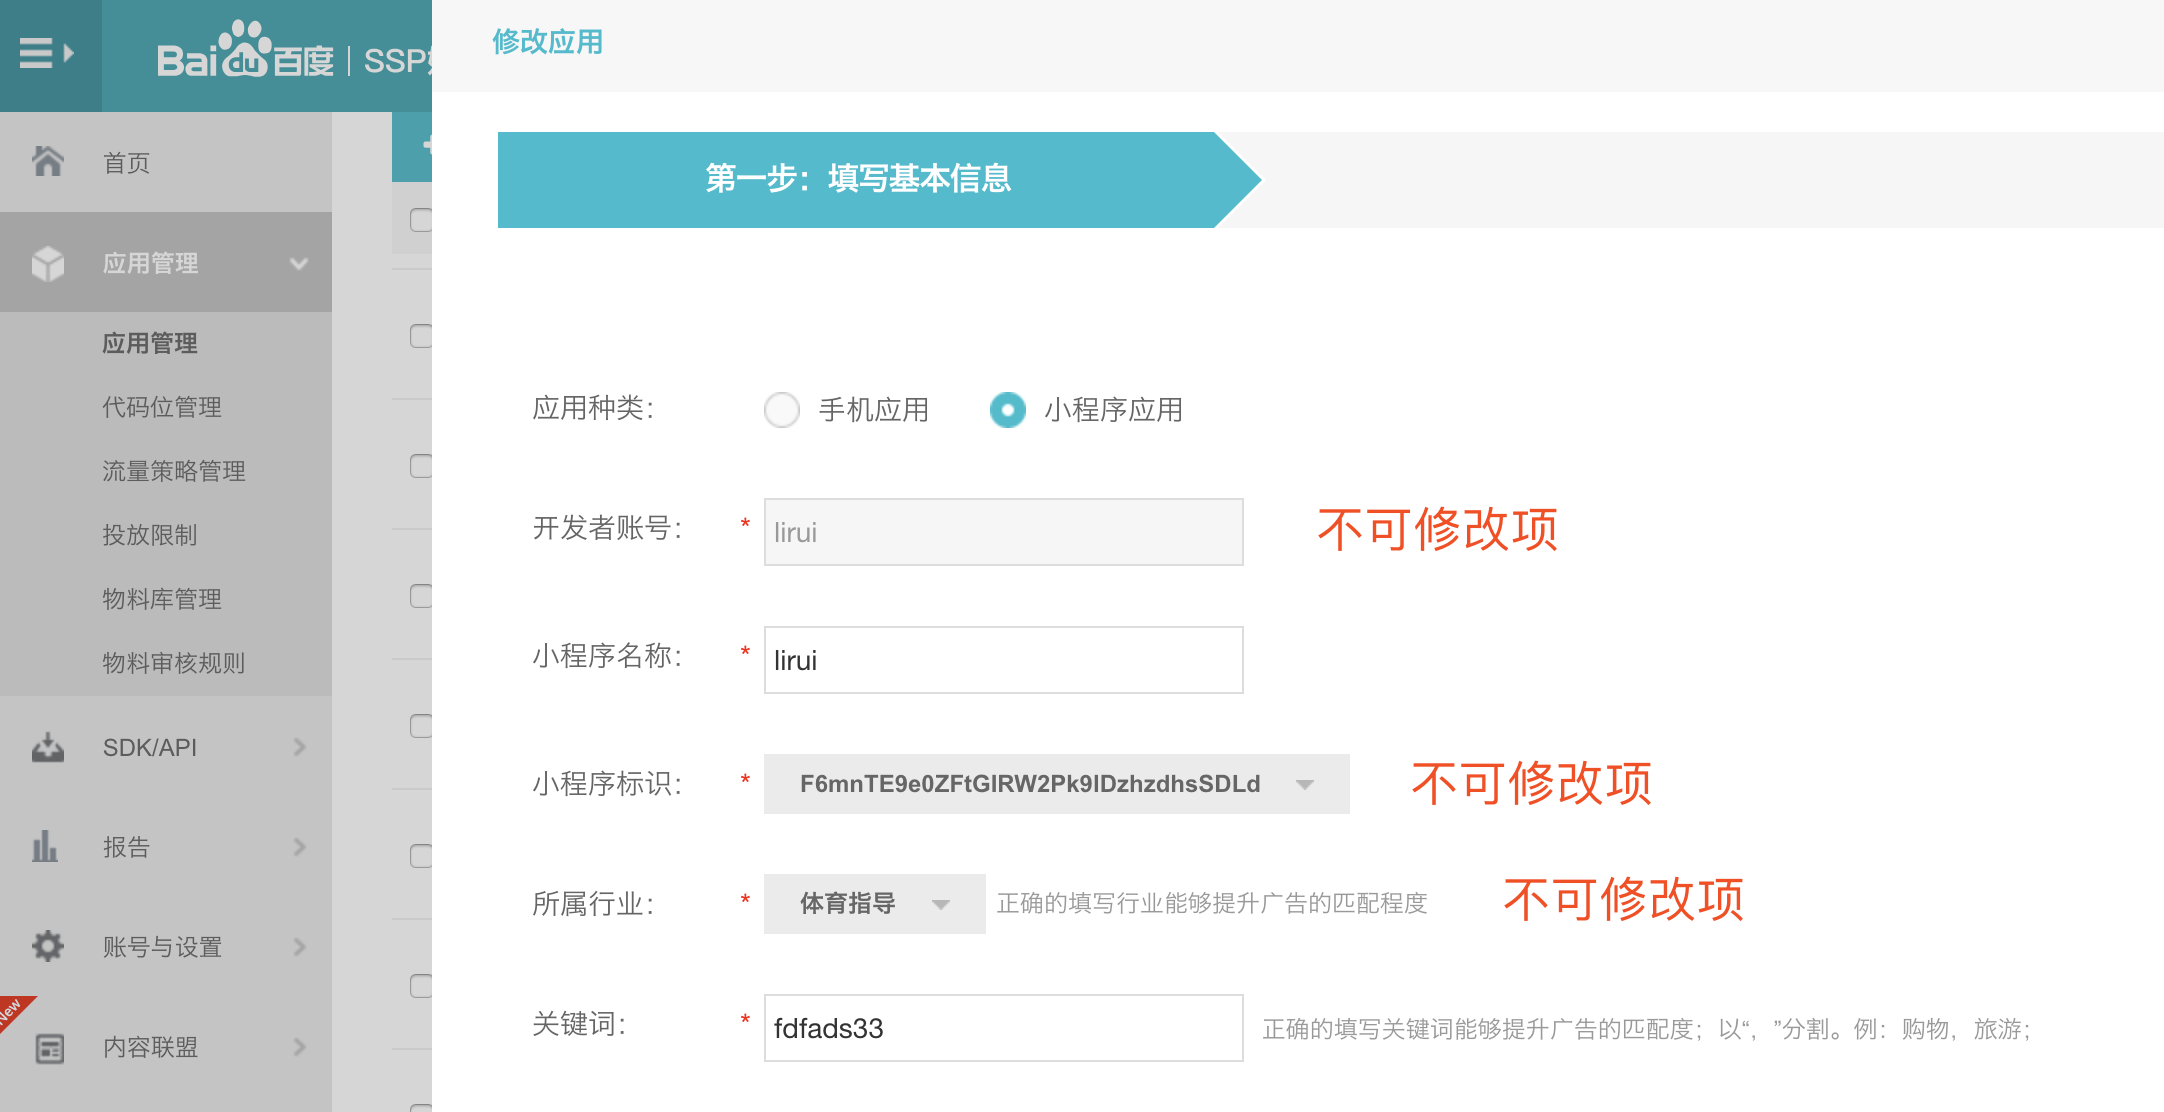 Baidu百度 | SSP
修改应用
首页
应用管理
应用管理
代码位管理
流量策略管理
投放限制
物料库管理
物料审核规则
SDK/API
报告
账号与设置
New
内容联盟
第一步：填写基本信息
应用种类： 手机应用 小程序应用
开发者账号： * lirui 不可修改项
小程序名称： * lirui
小程序标识： * F6mnTE9e0ZFtGIRW2Pk9IDzhzdhsSDLd 不可修改项
所属行业： * 体育指导 正确的填写行业能够提升广告的匹配程度 不可修改项
关键词： * fdfads33 正确的填写关键词能够提升广告的匹配度；以“，”分割。例：购物，旅游；